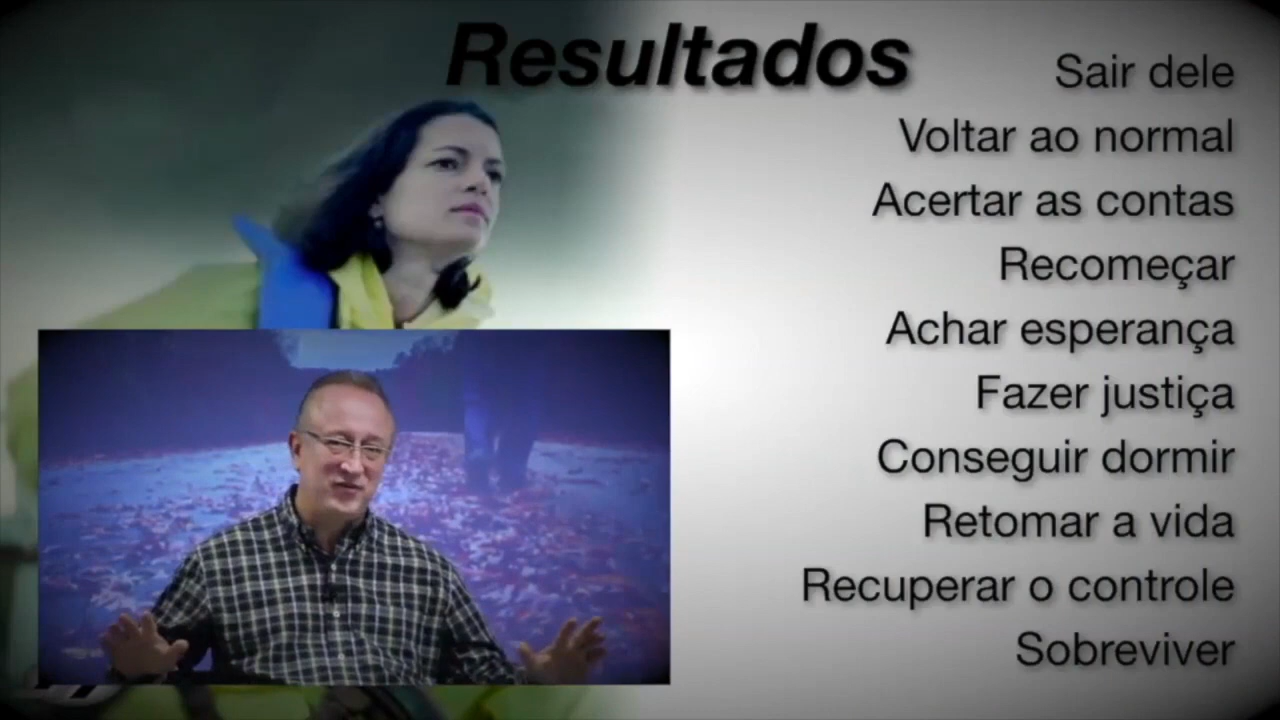 Resultados
Sair dele
Voltar ao normal
Acertar as contas
Recomeçar
Achar esperança
Fazer justiça
Conseguir dormir
Retomar a vida
Recuperar o controle
Sobreviver